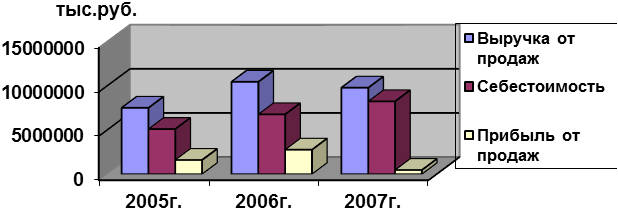 тыс.руб.
15000000
10000000
5000000
0
2005г.
2006г.
2007г.
Выручка от
продаж
Себестоимость
Прибыль от
продаж